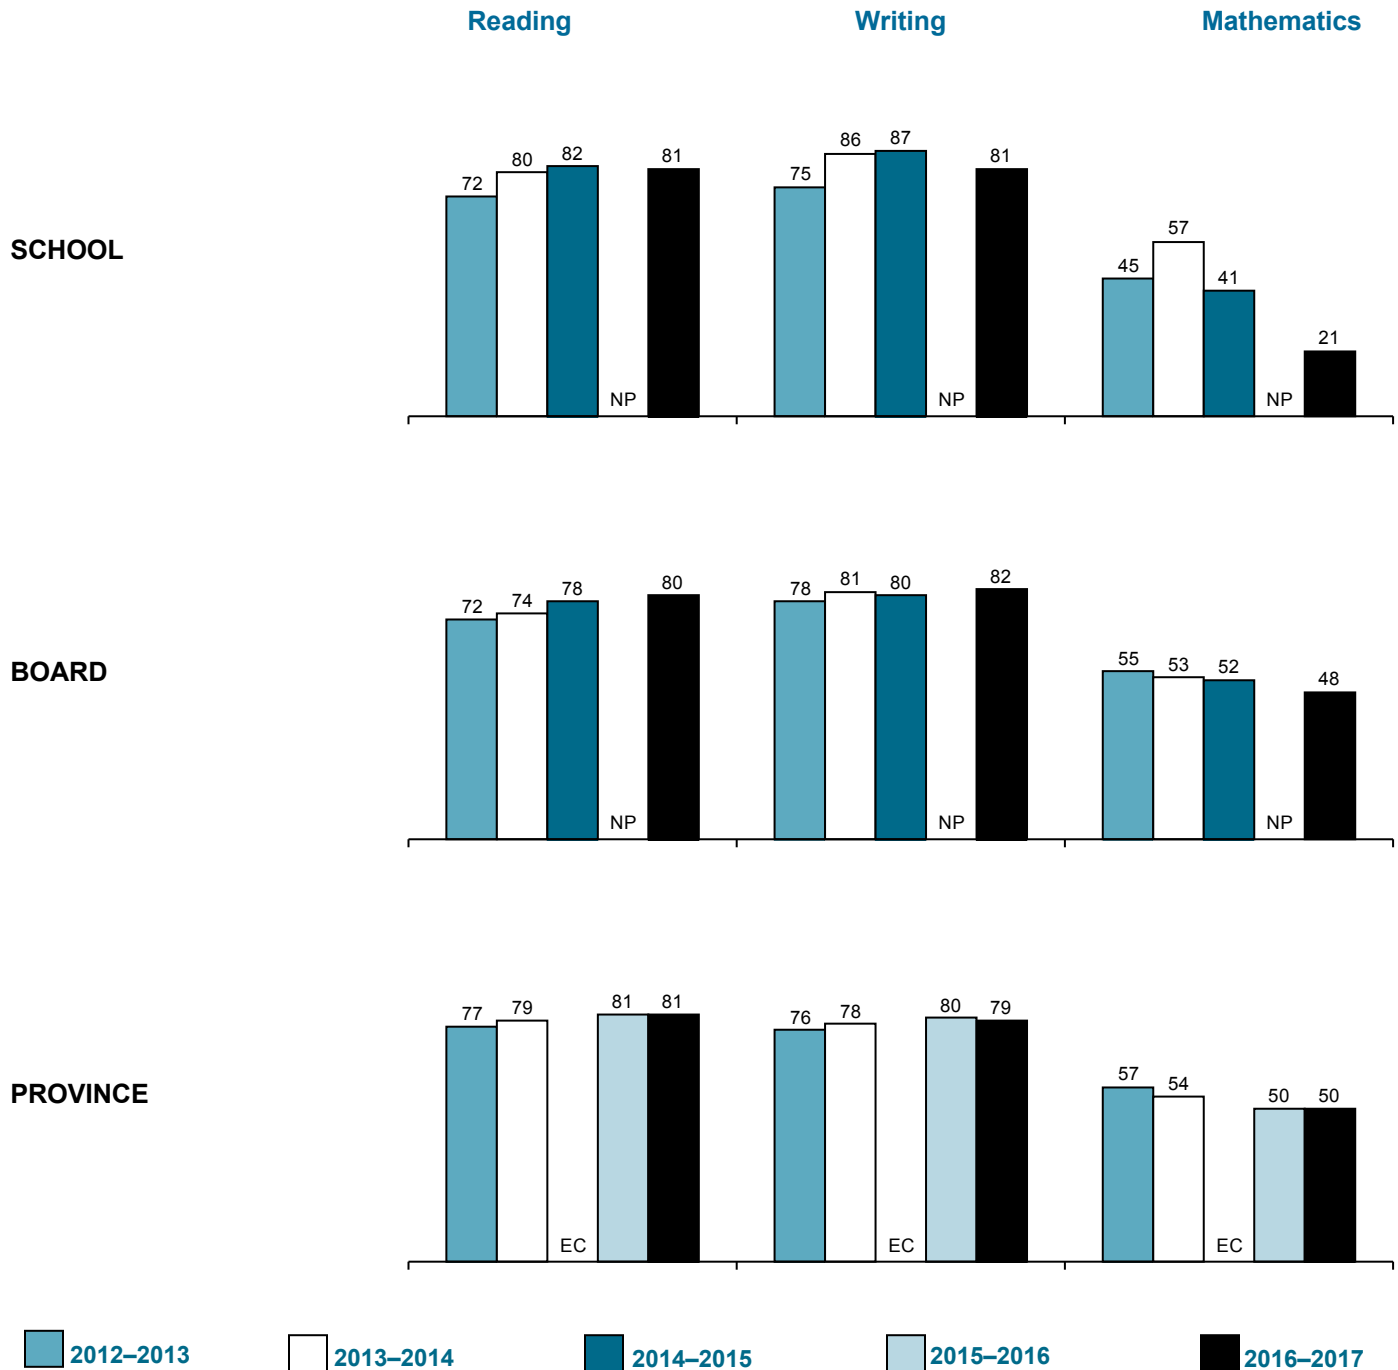 Reading Writing Mathematics
SCHOOL
72 80 82 NP 81
75 86 87 NP 81
45 57 41 NP 21
BOARD
72 74 78 NP 80
78 81 80 NP 82
55 53 52 NP 48
PROVINCE
77 79 EC 81 81
76 78 EC 80 79
57 54 EC 50 50
2012–2013 2013–2014 2014–2015 2015–2016 2016–2017